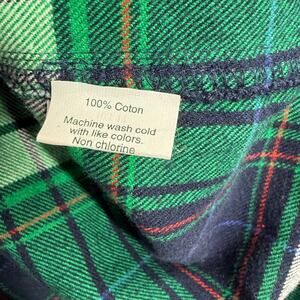 100% Coton
Machine wash cold
with like colors.
Non chlorine